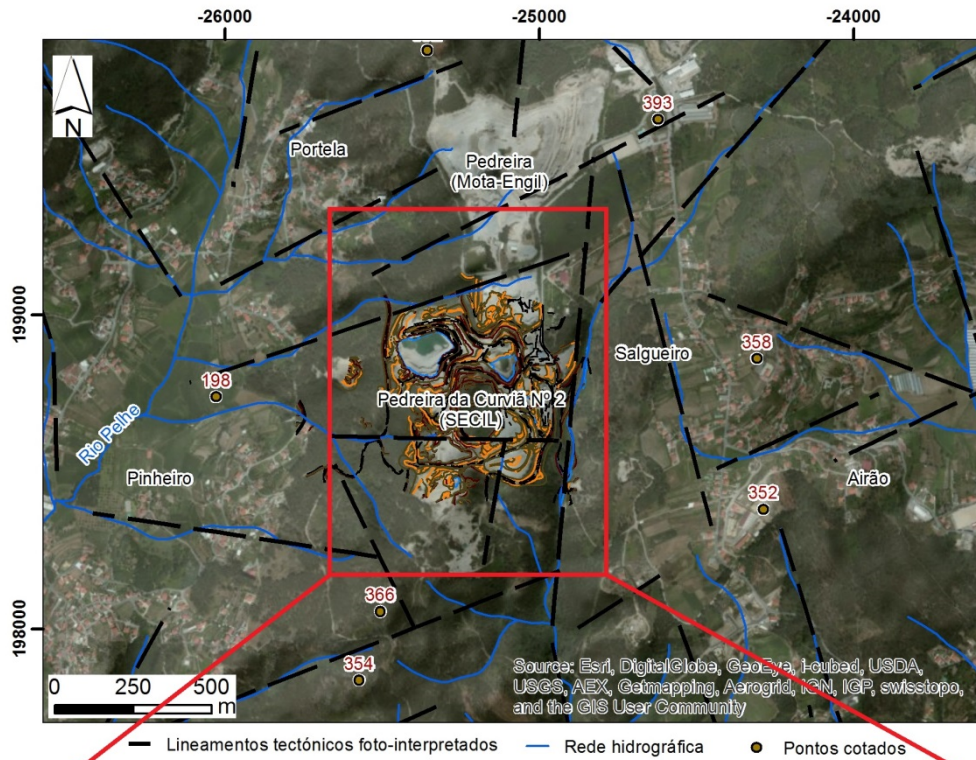 -26000
-25000
-24000
N
393
Portela
Pedreira
(Mota-Engil)
199000
Salgueiro
358
198
Pedreira da Curviã Nº 2
(SECIL)
Rio Pelhe
Pinheiro
Airão
352
198000
366
354
0 250 500
m
Source: Esri, DigitalGlobe, GeoEye, i-cubed, USDA,
USGS, AEX, Getmapping, Aerogrid, IGN, IGP, swisstopo,
and the GIS User Community
Lineamentos tectónicos foto-interpretados
Rede hidrográfica
Pontos cotados